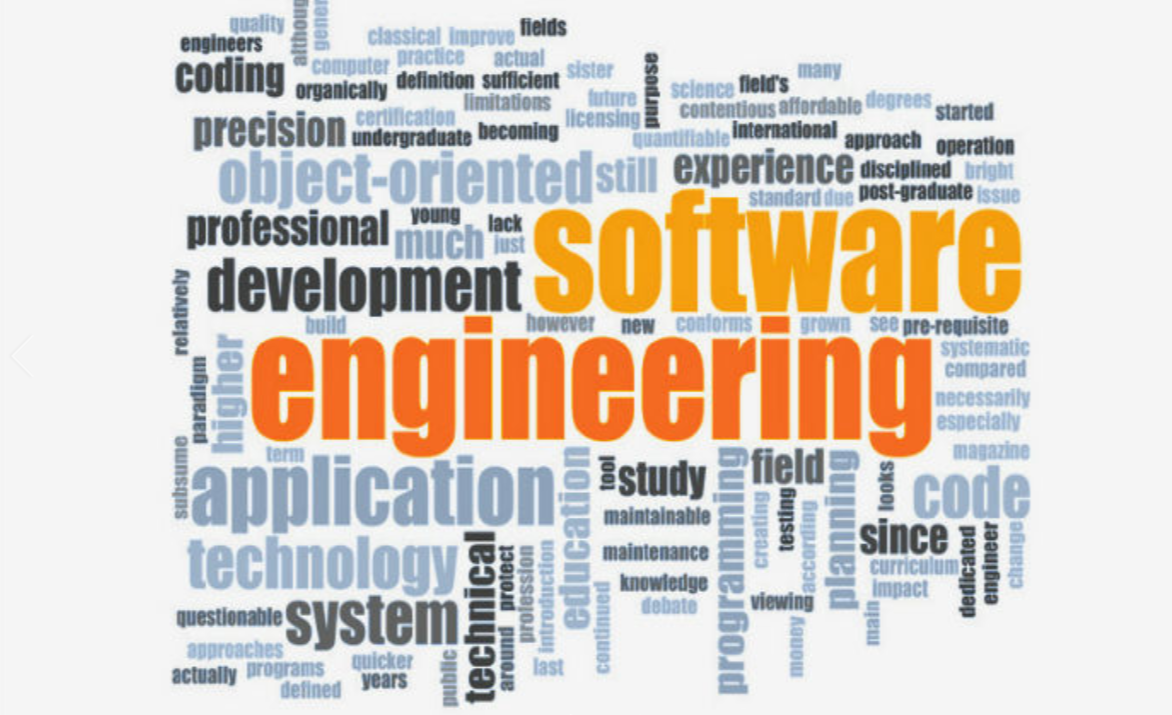 quality
althoug
gener
engineers
classical improve fields
coding
computer practice actual
organically definition sufficient sister
purpose
science field's many
limitations future
contentious affordable degrees
started
precision
certification
licensing
undergraduate becoming
quantifiable international approach operation
object-oriented still
experience disciplined bright
standard due post-graduate issue
professional young lack
much just
software
development
relatively
build however new conforms grown see pre-requisite
engineering
systematic
compared
paradigm
higher
necessarily
especially
term
magazine
subsume
application
education
tool
study
programming
field
planning
looks
code
maintainable
creating
testing
according
since
technology
technical
protect
profession
introduction
maintenance
curriculum
dedicated
engineer
change
knowledge
impact
questionable system
debate
viewing
approaches
around
continued
money
main
actually programs quicker
years
public
last
defined